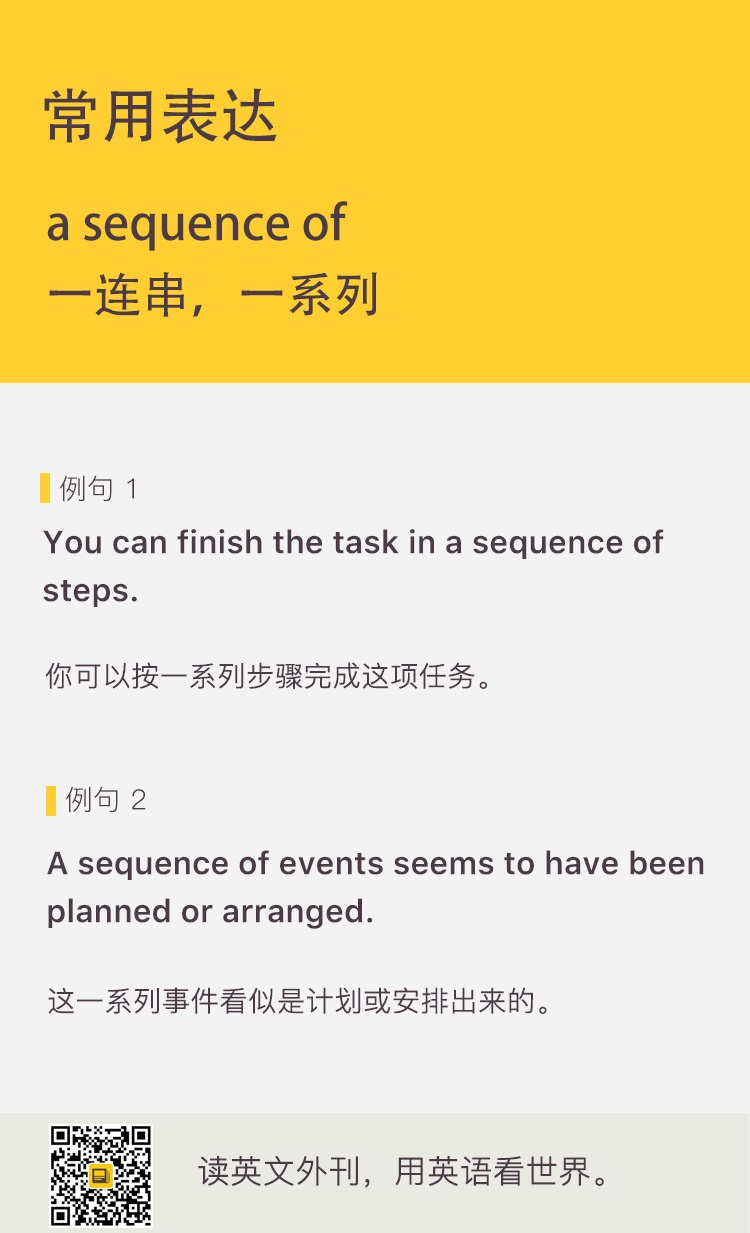 常用表达
a sequence of
一连串，一系列
例句 1
You can finish the task in a sequence of
steps.
你可以按一系列步骤完成这项任务。
例句 2
A sequence of events seems to have been
planned or arranged.
这一系列事件看似是计划或安排出来的。
读英文外刊，用英语看世界。